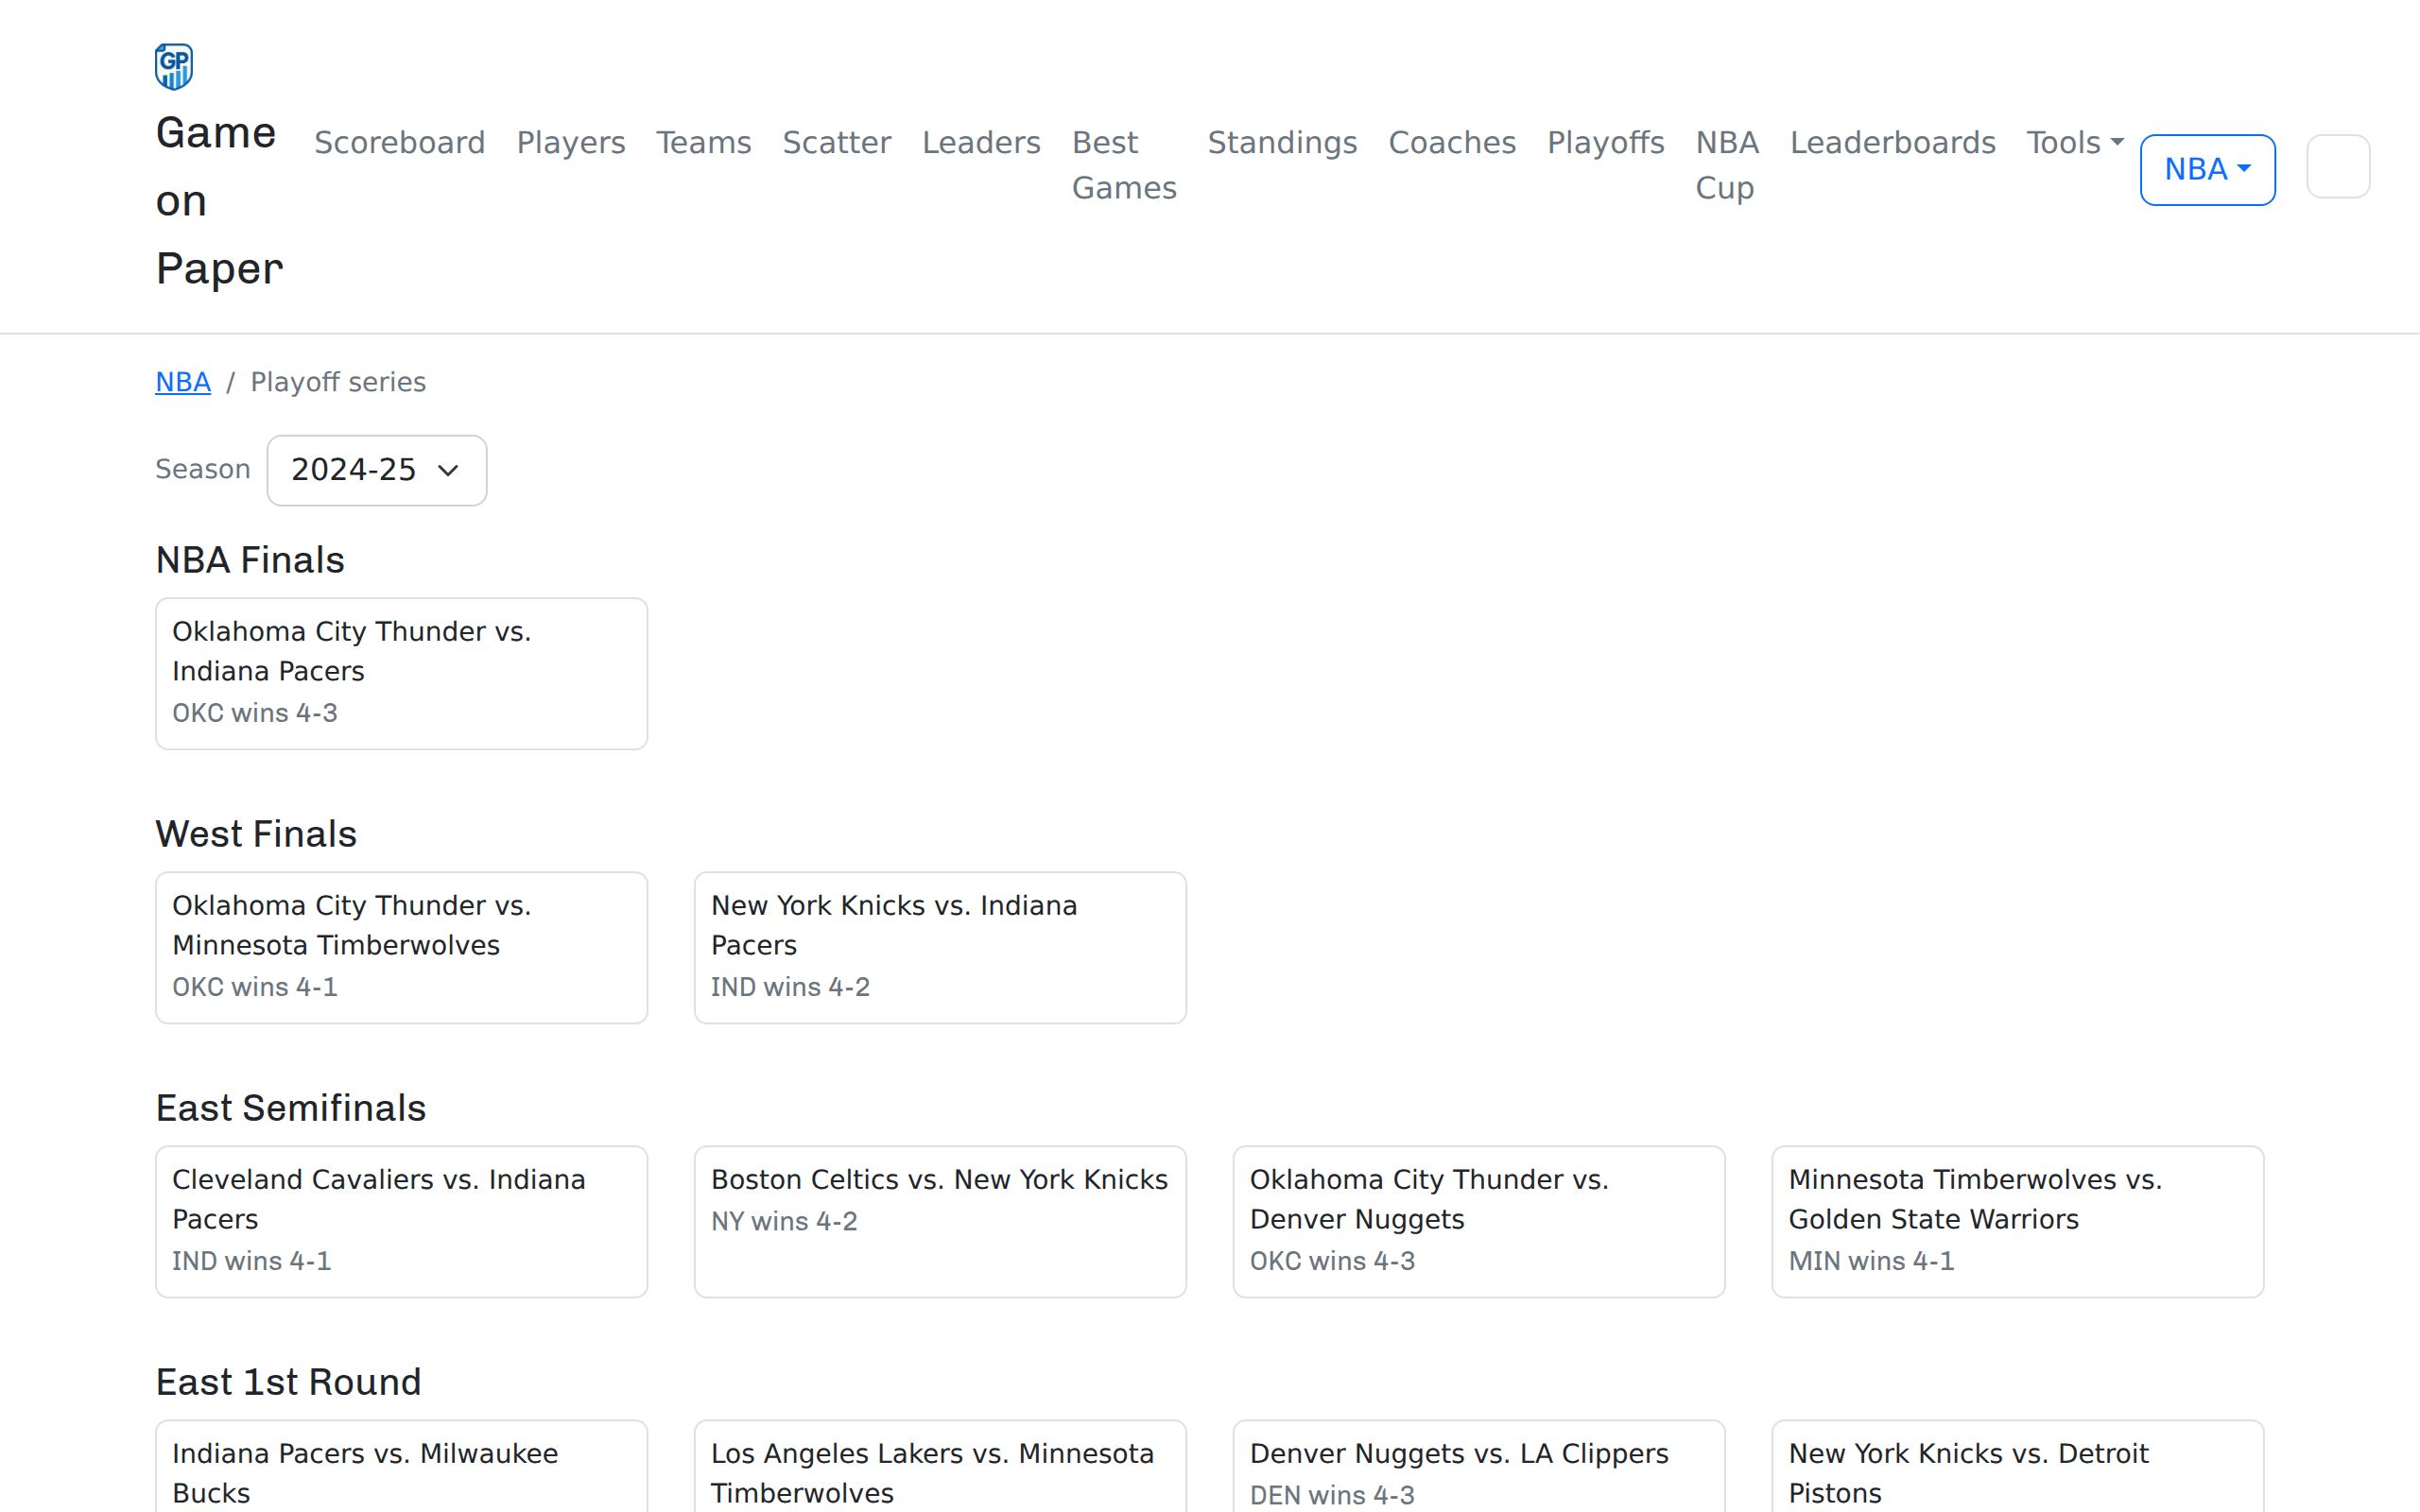 GP
Game
on
Paper
Scoreboard Players Teams Scatter Leaders Best Games Standings Coaches Playoffs NBA Cup Leaderboards Tools NBA
NBA / Playoff series
Season 2024-25
NBA Finals
Oklahoma City Thunder vs.
Indiana Pacers
OKC wins 4-3
West Finals
Oklahoma City Thunder vs.
Minnesota Timberwolves
OKC wins 4-1
New York Knicks vs. Indiana
Pacers
IND wins 4-2
East Semifinals
Cleveland Cavaliers vs. Indiana
Pacers
IND wins 4-1
Boston Celtics vs. New York Knicks
NY wins 4-2
Oklahoma City Thunder vs.
Denver Nuggets
OKC wins 4-3
Minnesota Timberwolves vs.
Golden State Warriors
MIN wins 4-1
East 1st Round
Indiana Pacers vs. Milwaukee
Bucks
Los Angeles Lakers vs. Minnesota
Timberwolves
Denver Nuggets vs. LA Clippers
DEN wins 4-3
New York Knicks vs. Detroit
Pistons